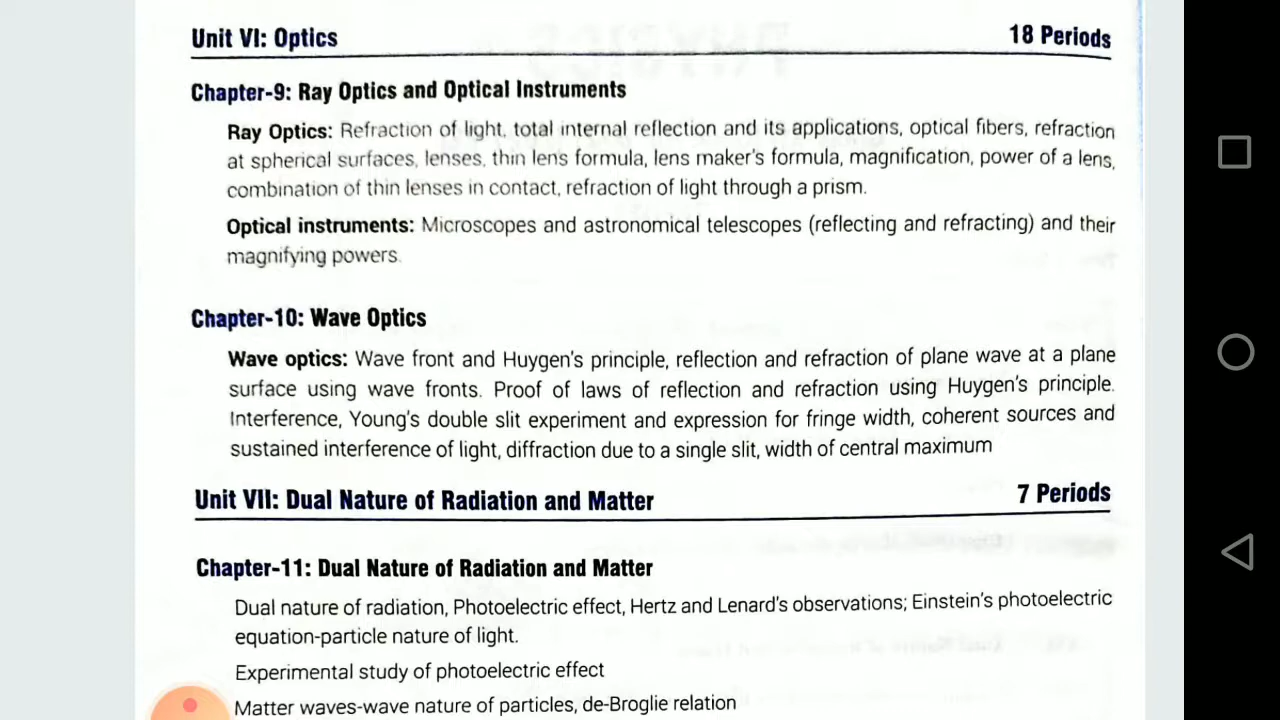 Unit VI: Optics 18 Periods
Chapter-9: Ray Optics and Optical Instruments
Ray Optics: Refraction of light, total internal reflection and its applications, optical fibers, refraction
at spherical surfaces, lenses, thin lens formula, lens maker's formula, magnification, power of a lens,
combination of thin lenses in contact, refraction of light through a prism.
Optical instruments: Microscopes and astronomical telescopes (reflecting and refracting) and their
magnifying powers.
Chapter-10: Wave Optics
Wave optics: Wave front and Huygen's principle, reflection and refraction of plane wave at a plane
surface using wave fronts. Proof of laws of reflection and refraction using Huygen's principle.
Interference, Young's double slit experiment and expression for fringe width, coherent sources and
sustained interference of light, diffraction due to a single slit, width of central maximum
Unit VII: Dual Nature of Radiation and Matter 7 Periods
Chapter-11: Dual Nature of Radiation and Matter
Dual nature of radiation, Photoelectric effect, Hertz and Lenard's observations; Einstein's photoelectric
equation-particle nature of light.
Experimental study of photoelectric effect
Matter waves-wave nature of particles, de-Broglie relation